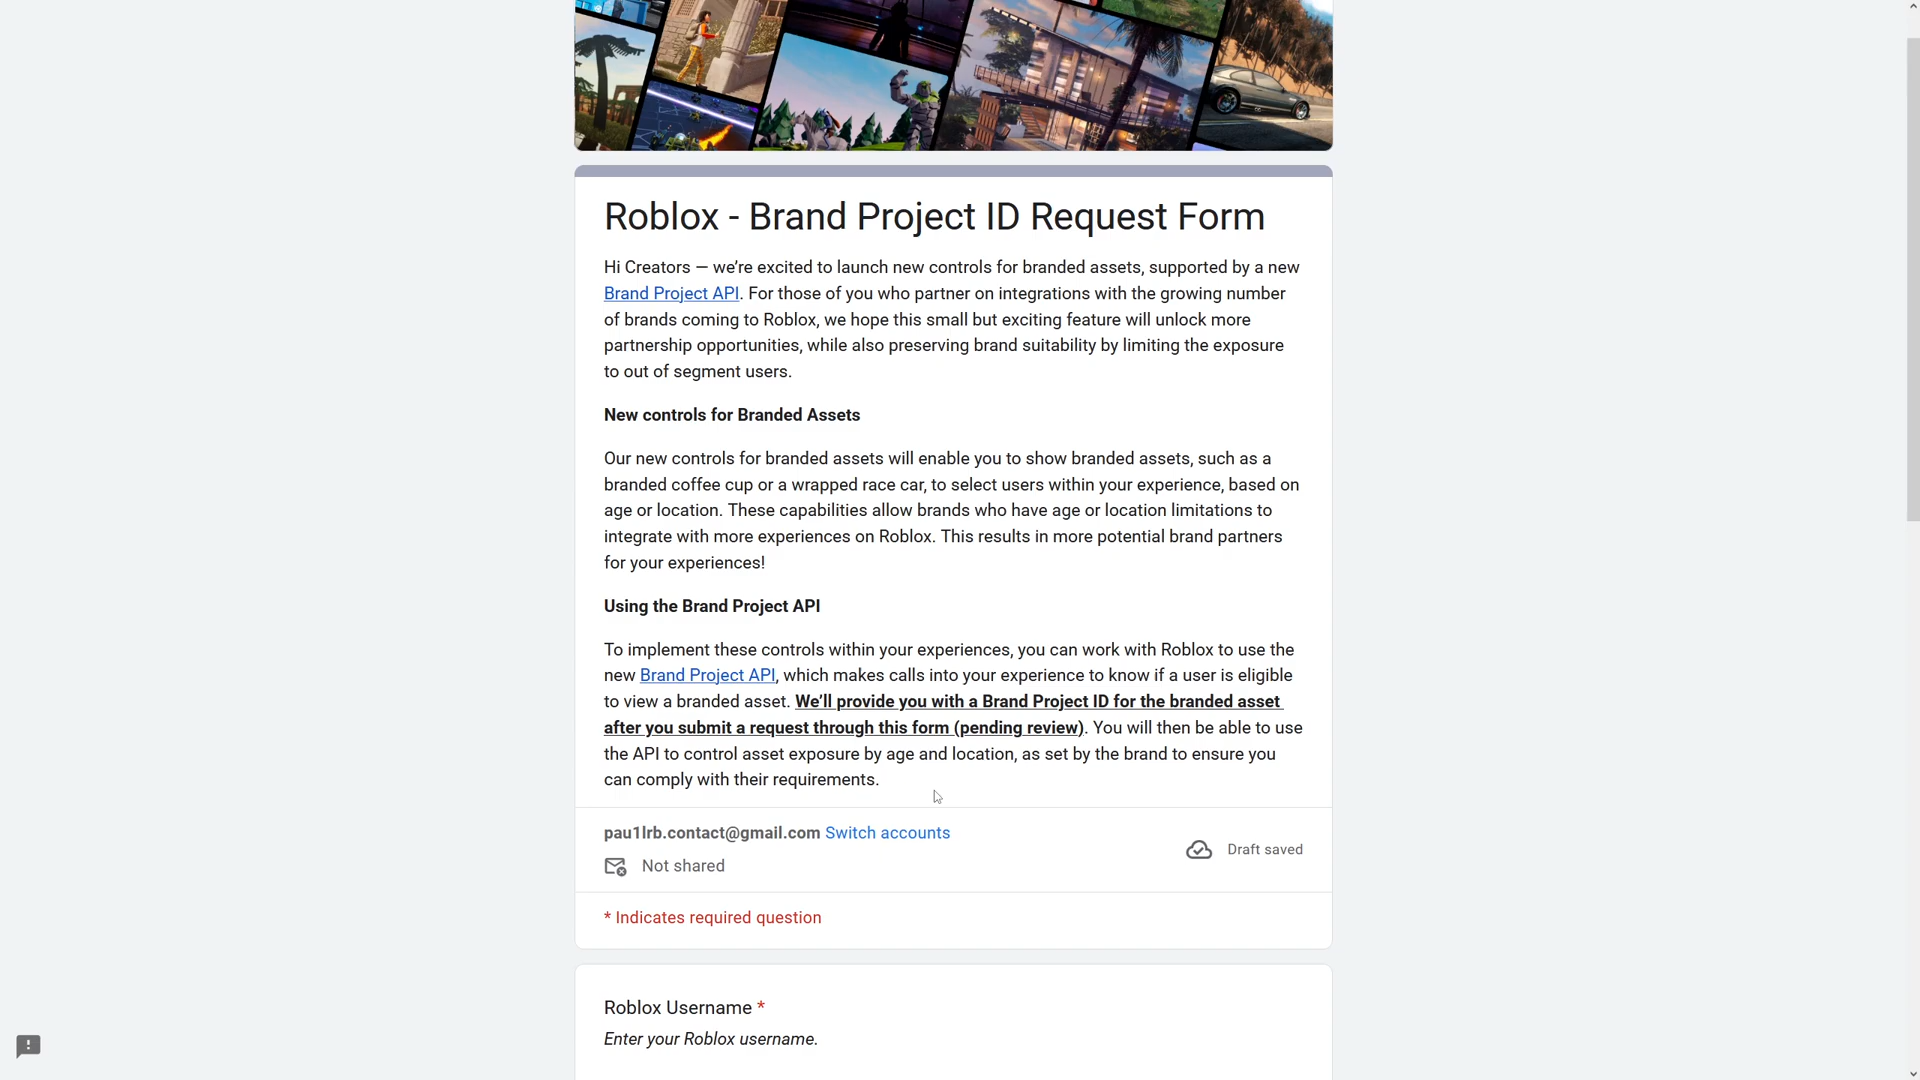 Roblox - Brand Project ID Request Form
Hi Creators — we’re excited to launch new controls for branded assets, supported by a new
Brand Project API. For those of you who partner on integrations with the growing number
of brands coming to Roblox, we hope this small but exciting feature will unlock more
partnership opportunities, while also preserving brand suitability by limiting the exposure
to out of segment users.
New controls for Branded Assets
Our new controls for branded assets will enable you to show branded assets, such as a
branded coffee cup or a wrapped race car, to select users within your experience, based on
age or location. These capabilities allow brands who have age or location limitations to
integrate with more experiences on Roblox. This results in more potential brand partners
for your experiences!
Using the Brand Project API
To implement these controls within your experiences, you can work with Roblox to use the
new Brand Project API, which makes calls into your experience to know if a user is eligible
to view a branded asset. We’ll provide you with a Brand Project ID for the branded asset
after you submit a request through this form (pending review). You will then be able to use
the API to control asset exposure by age and location, as set by the brand to ensure you
can comply with their requirements.
pau1lrb.contact@gmail.com Switch accounts
Draft saved
Not shared
* Indicates required question
Roblox Username *
Enter your Roblox username.